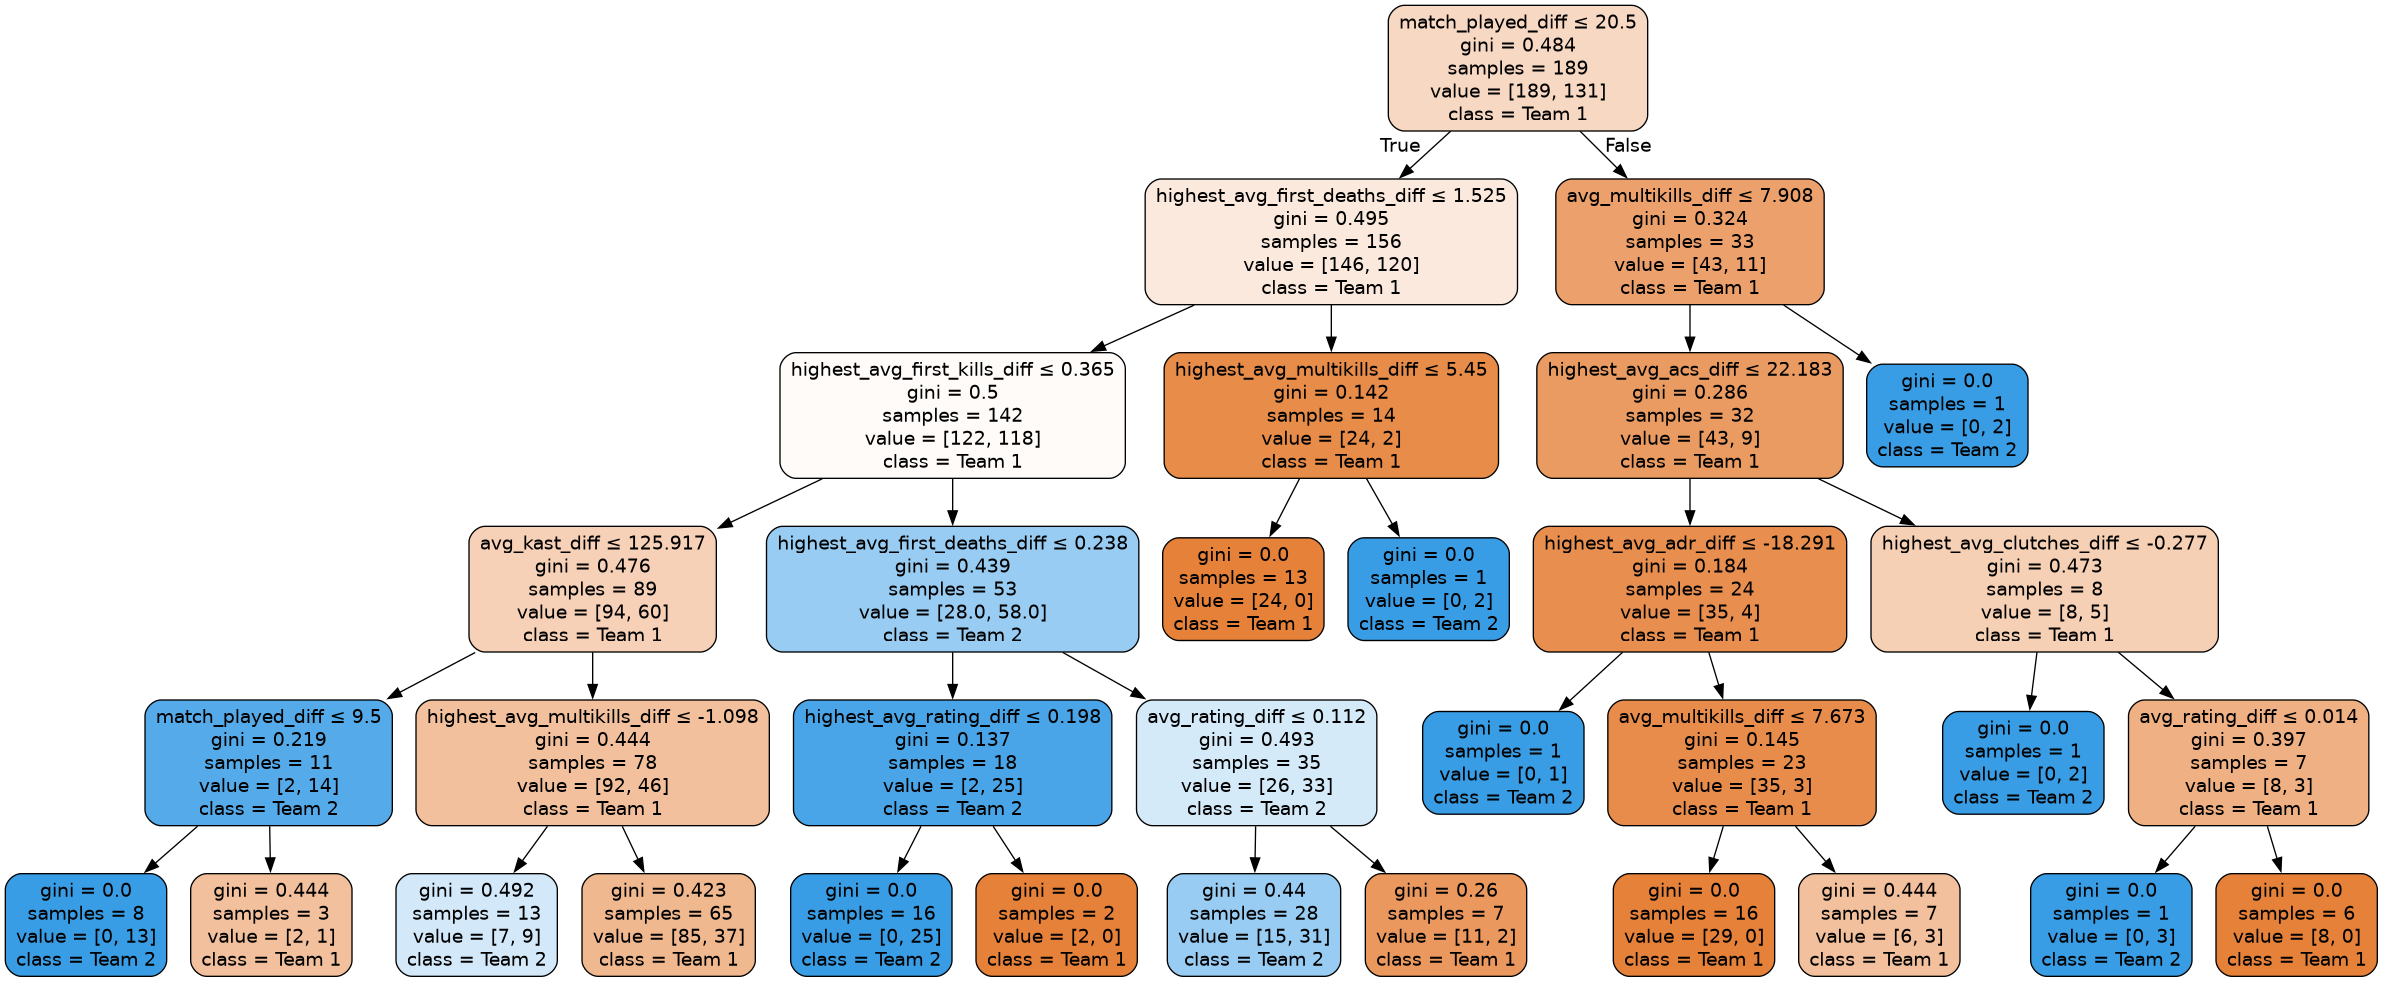 match_played_diff ≤ 20.5
gini = 0.484
samples = 189
value = [189, 131]
class = Team 1
True
False
highest_avg_first_deaths_diff ≤ 1.525
gini = 0.495
samples = 156
value = [146, 120]
class = Team 1
avg_multikills_diff ≤ 7.908
gini = 0.324
samples = 33
value = [43, 11]
class = Team 1
highest_avg_first_kills_diff ≤ 0.365
gini = 0.5
samples = 142
value = [122, 118]
class = Team 1
highest_avg_multikills_diff ≤ 5.45
gini = 0.142
samples = 14
value = [24, 2]
class = Team 1
highest_avg_acs_diff ≤ 22.183
gini = 0.286
samples = 32
value = [43, 9]
class = Team 1
gini = 0.0
samples = 1
value = [0, 2]
class = Team 2
avg_kast_diff ≤ 125.917
gini = 0.476
samples = 89
value = [94, 60]
class = Team 1
highest_avg_first_deaths_diff ≤ 0.238
gini = 0.439
samples = 53
value = [28.0, 58.0]
class = Team 2
gini = 0.0
samples = 13
value = [24, 0]
class = Team 1
gini = 0.0
samples = 1
value = [0, 2]
class = Team 2
highest_avg_adr_diff ≤ -18.291
gini = 0.184
samples = 24
value = [35, 4]
class = Team 1
highest_avg_clutches_diff ≤ -0.277
gini = 0.473
samples = 8
value = [8, 5]
class = Team 1
match_played_diff ≤ 9.5
gini = 0.219
samples = 11
value = [2, 14]
class = Team 2
highest_avg_multikills_diff ≤ -1.098
gini = 0.444
samples = 78
value = [92, 46]
class = Team 1
highest_avg_rating_diff ≤ 0.198
gini = 0.137
samples = 18
value = [2, 25]
class = Team 2
avg_rating_diff ≤ 0.112
gini = 0.493
samples = 35
value = [26, 33]
class = Team 2
gini = 0.0
samples = 1
value = [0, 1]
class = Team 2
avg_multikills_diff ≤ 7.673
gini = 0.145
samples = 23
value = [35, 3]
class = Team 1
gini = 0.0
samples = 1
value = [0, 2]
class = Team 2
avg_rating_diff ≤ 0.014
gini = 0.397
samples = 7
value = [8, 3]
class = Team 1
gini = 0.0
samples = 8
value = [0, 13]
class = Team 2
gini = 0.444
samples = 3
value = [2, 1]
class = Team 1
gini = 0.492
samples = 13
value = [7, 9]
class = Team 2
gini = 0.423
samples = 65
value = [85, 37]
class = Team 1
gini = 0.0
samples = 16
value = [0, 25]
class = Team 2
gini = 0.0
samples = 2
value = [2, 0]
class = Team 1
gini = 0.44
samples = 28
value = [15, 31]
class = Team 2
gini = 0.26
samples = 7
value = [11, 2]
class = Team 1
gini = 0.0
samples = 16
value = [29, 0]
class = Team 1
gini = 0.444
samples = 7
value = [6, 3]
class = Team 1
gini = 0.0
samples = 1
value = [0, 3]
class = Team 2
gini = 0.0
samples = 6
value = [8, 0]
class = Team 1